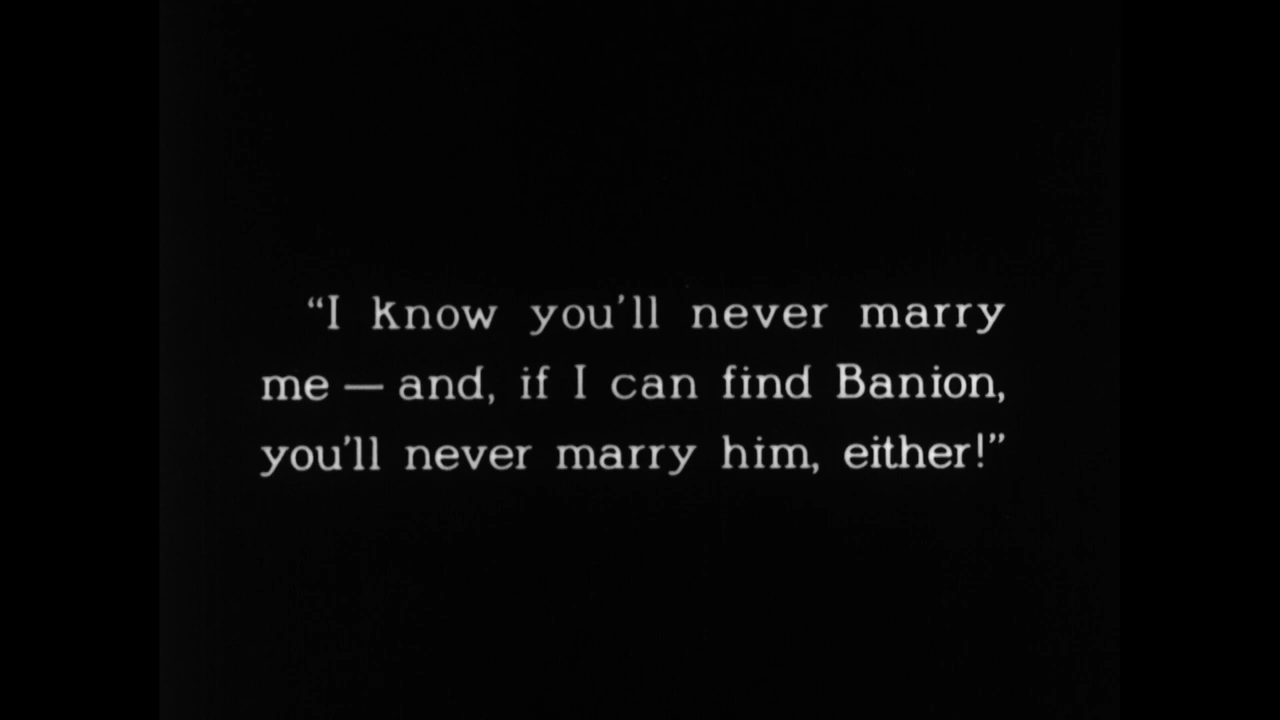 “I know you’ll never marry
me — and, if I can find Banion,
you’ll never marry him, either!”